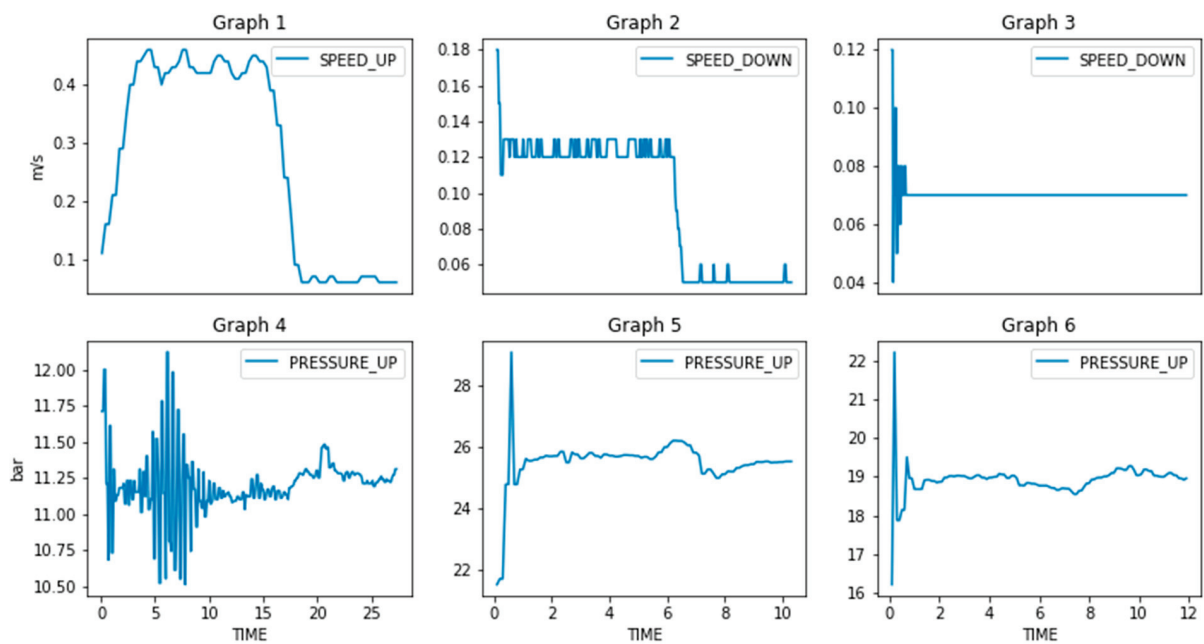 Graph 1
SPEED_UP
m/s
0.4
0.3
0.2
0.1
Graph 2
SPEED_DOWN
0.18
0.16
0.14
0.12
0.10
0.08
0.06
Graph 3
SPEED_DOWN
0.12
0.10
0.08
0.06
0.04
Graph 4
PRESSURE_UP
bar
12.00
11.75
11.50
11.25
11.00
10.75
10.50
0 5 10 15 20 25
TIME
Graph 5
PRESSURE_UP
28
26
24
22
0 2 4 6 8 10
TIME
Graph 6
PRESSURE_UP
22
21
20
19
18
17
16
0 2 4 6 8 10 12
TIME